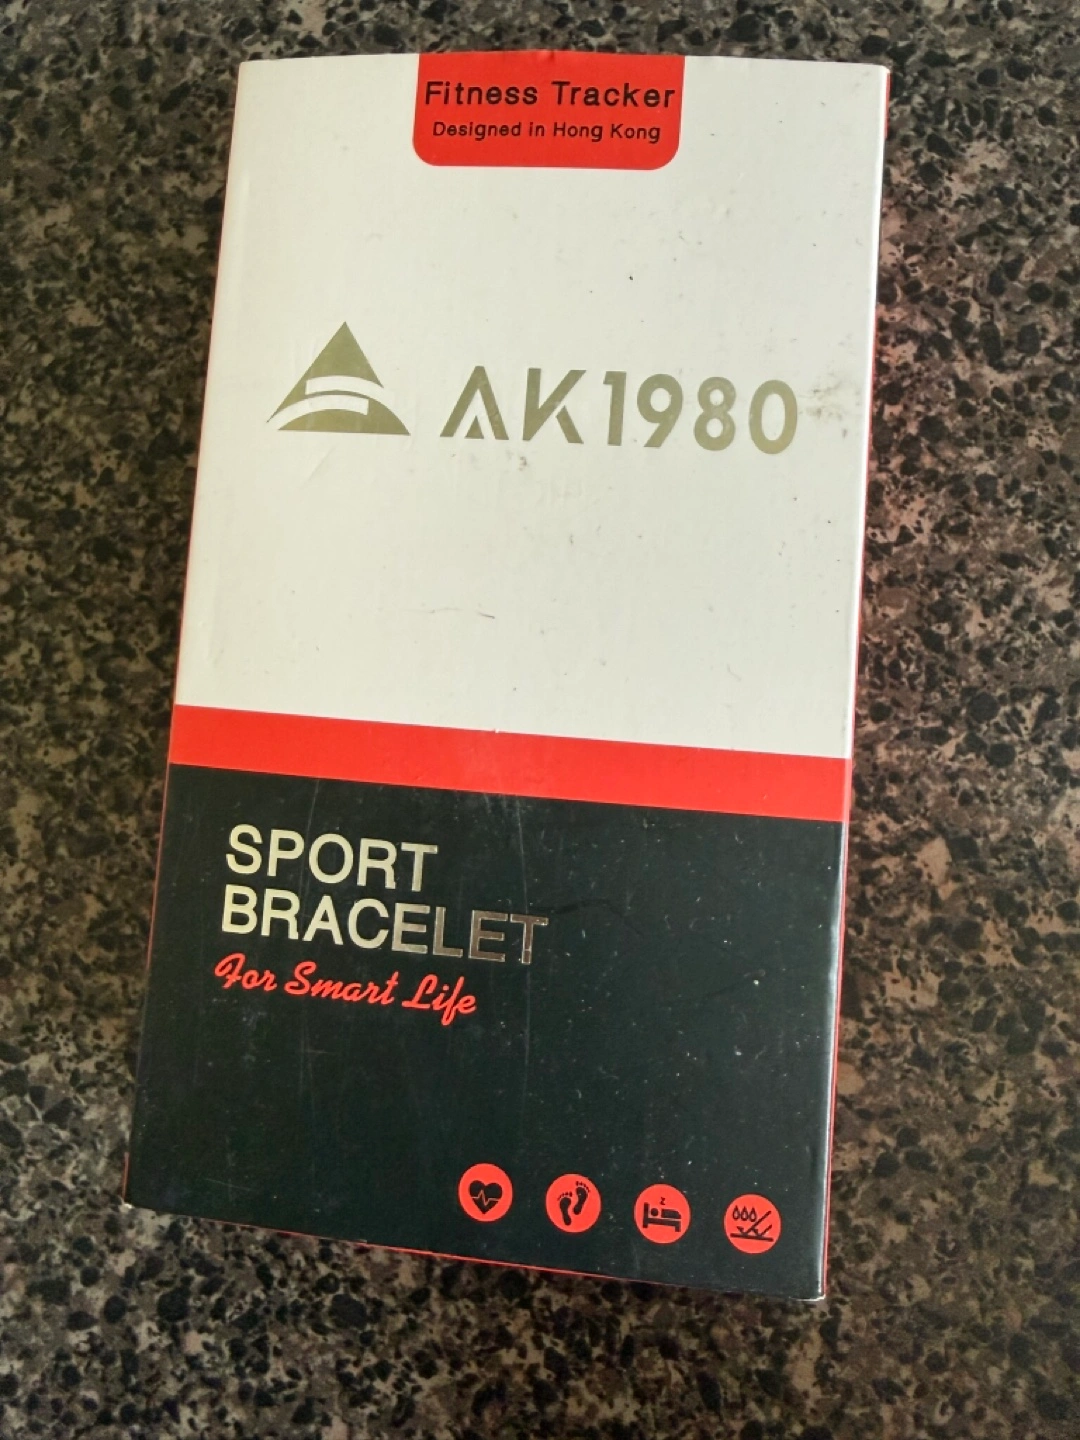 Fitness Tracker
Designed in Hong Kong
AK1980
SPORT
BRACELET
For Smart Life
z